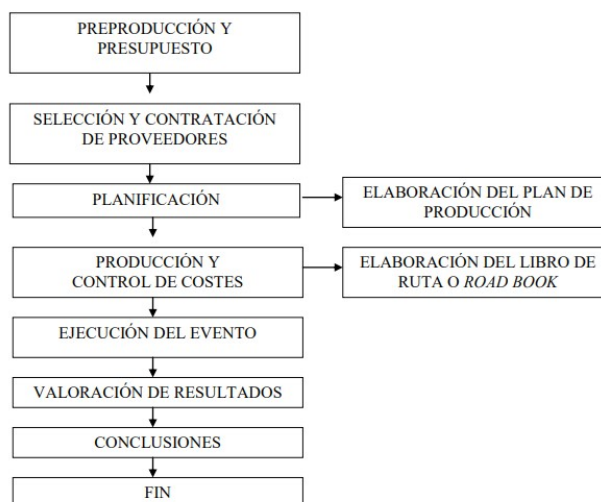 PREPRODUCCIÓN Y
PRESUPUESTO
SELECCIÓN Y CONTRATACIÓN
DE PROVEEDORES
PLANIFICACIÓN
ELABORACIÓN DEL PLAN DE
PRODUCCIÓN
PRODUCCIÓN Y
CONTROL DE COSTES
ELABORACIÓN DEL LIBRO DE
RUTA O ROAD BOOK
EJECUCIÓN DEL EVENTO
VALORACIÓN DE RESULTADOS
CONCLUSIONES
FIN